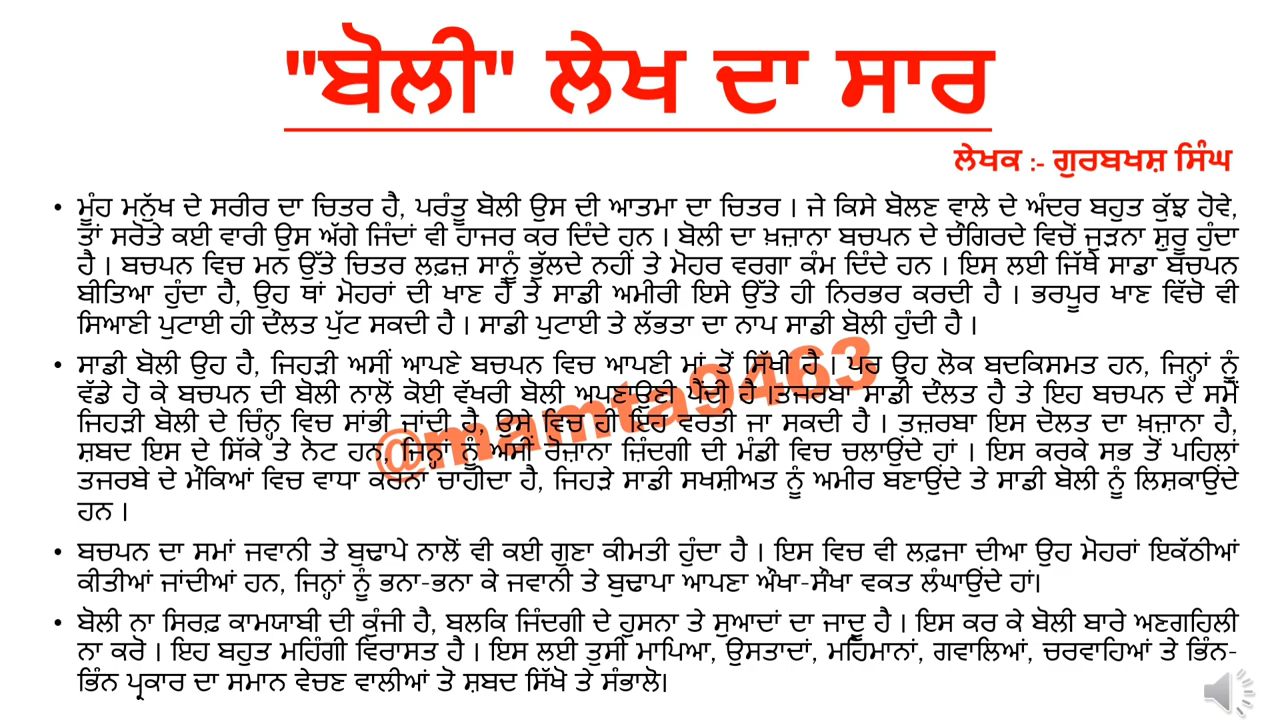 "ਬੋਲੀ" ਲੇਖ ਦਾ ਸਾਰ
ਲੇਖਕ :- ਗੁਰਬਖਸ਼ ਸਿੰਘ
• ਮੂੰਹ ਮਨੁੱਖ ਦੇ ਸਰੀਰ ਦਾ ਚਿਤਰ ਹੈ, ਪਰੰਤੂ ਬੋਲੀ ਉਸ ਦੀ ਆਤਮਾ ਦਾ ਚਿਤਰ । ਜੇ ਕਿਸੇ ਬੋਲਣ ਵਾਲੇ ਦੇ ਅੰਦਰ ਬਹੁਤ ਕੁੱਝ ਹੋਵੇ,
ਤਾਂ ਸਰੋਤੇ ਕਈ ਵਾਰੀ ਉਸ ਅੱਗੇ ਜਿੰਦਾਂ ਵੀ ਹਾਜਰ ਕਰ ਦਿੰਦੇ ਹਨ । ਬੋਲੀ ਦਾ ਖ਼ਜ਼ਾਨਾ ਬਚਪਨ ਦੇ ਚੌਗਿਰਦੇ ਵਿਚੋਂ ਜੁੜਨਾ ਸ਼ੁਰੂ ਹੁੰਦਾ
ਹੈ । ਬਚਪਨ ਵਿਚ ਮਨ ਉੱਤੇ ਚਿਤਰ ਲਫ਼ਜ਼ ਸਾਨੂੰ ਭੁੱਲਦੇ ਨਹੀਂ ਤੇ ਮੋਹਰ ਵਰਗਾ ਕੰਮ ਦਿੰਦੇ ਹਨ । ਇਸ ਲਈ ਜਿੱਥੇ ਸਾਡਾ ਬਚਪਨ
ਬੀਤਿਆ ਹੁੰਦਾ ਹੈ, ਉਹ ਥਾਂ ਮੋਹਰਾਂ ਦੀ ਖਾਣ ਹੈ ਤੇ ਸਾਡੀ ਅਮੀਰੀ ਇਸੇ ਉੱਤੇ ਹੀ ਨਿਰਭਰ ਕਰਦੀ ਹੈ । ਭਰਪੂਰ ਖਾਣ ਵਿੱਚੋ ਵੀ
ਸਿਆਣੀ ਪੁਟਾਈ ਹੀ ਦੌਲਤ ਪੁੱਟ ਸਕਦੀ ਹੈ । ਸਾਡੀ ਪੁਟਾਈ ਤੇ ਲੱਭਤਾ ਦਾ ਨਾਪ ਸਾਡੀ ਬੋਲੀ ਹੁੰਦੀ ਹੈ ।
• ਸਾਡੀ ਬੋਲੀ ਉਹ ਹੈ, ਜਿਹੜੀ ਅਸੀਂ ਆਪਣੇ ਬਚਪਨ ਵਿਚ ਆਪਣੀ ਮਾਂ ਤੋਂ ਸਿੱਖੀ ਹੈ । ਪਰ ਉਹ ਲੋਕ ਬਦਕਿਸਮਤ ਹਨ, ਜਿਨ੍ਹਾਂ ਨੂੰ
ਵੱਡੇ ਹੋ ਕੇ ਬਚਪਨ ਦੀ ਬੋਲੀ ਨਾਲੋਂ ਕੋਈ ਵੱਖਰੀ ਬੋਲੀ ਅਪਣਾਉਣੀ ਪੈਂਦੀ ਹੈ ਤਿਜਰਬਾ ਸਾਡੀ ਦੌਲਤ ਹੈ ਤੇ ਇਹ ਬਚਪਨ ਦੇ ਸਮੇਂ
ਜਿਹੜੀ ਬੋਲੀ ਦੇ ਚਿੰਨ੍ਹ ਵਿਚ ਸਾਂਭੀ ਜਾਂਦੀ ਹੈ, ਉਸੇ ਵਿਚ ਹੀ ਇਹ ਵਰਤੀ ਜਾ ਸਕਦੀ ਹੈ । ਤਜ਼ਰਬਾ ਇਸ ਦੋਲਤ ਦਾ ਖ਼ਜ਼ਾਨਾ ਹੈ,
ਸ਼ਬਦ ਇਸ ਦੇ ਸਿੱਕੇ ਤੇ ਨੋਟ ਹਨ, ਜਿਨ੍ਹਾਂ ਨੂੰ ਅਸੀਂ ਰੋਜ਼ਾਨਾ ਜ਼ਿੰਦਗੀ ਦੀ ਮੰਡੀ ਵਿਚ ਚਲਾਉਂਦੇ ਹਾਂ । ਇਸ ਕਰਕੇ ਸਭ ਤੋਂ ਪਹਿਲਾਂ
ਤਜਰਬੇ ਦੇ ਮੌਕਿਆਂ ਵਿਚ ਵਾਧਾ ਕਰਨਾ ਚਾਹੀਦਾ ਹੈ, ਜਿਹੜੇ ਸਾਡੀ ਸਖਸ਼ੀਅਤ ਨੂੰ ਅਮੀਰ ਬਣਾਉਂਦੇ ਤੇ ਸਾਡੀ ਬੋਲੀ ਨੂੰ ਲਿਸ਼ਕਾਉਂਦੇ
ਹਨ ।
@mamta9463
• ਬਚਪਨ ਦਾ ਸਮਾਂ ਜਵਾਨੀ ਤੇ ਬੁਢਾਪੇ ਨਾਲੋਂ ਵੀ ਕਈ ਗੁਣਾ ਕੀਮਤੀ ਹੁੰਦਾ ਹੈ । ਇਸ ਵਿਚ ਵੀ ਲਫ਼ਜਾ ਦੀਆ ਉਹ ਮੋਹਰਾਂ ਇਕੱਠੀਆਂ
ਕੀਤੀਆਂ ਜਾਂਦੀਆਂ ਹਨ, ਜਿਨ੍ਹਾਂ ਨੂੰ ਭਨਾ-ਭਨਾ ਕੇ ਜਵਾਨੀ ਤੇ ਬੁਢਾਪਾ ਆਪਣਾ ਔਖਾ-ਸੌਖਾ ਵਕਤ ਲੰਘਾਉਂਦੇ ਹਾਂ।
• ਬੋਲੀ ਨਾ ਸਿਰਫ਼ ਕਾਮਯਾਬੀ ਦੀ ਕੁੰਜੀ ਹੈ, ਬਲਕਿ ਜਿੰਦਗੀ ਦੇ ਹੁਸਨਾ ਤੇ ਸੁਆਦਾਂ ਦਾ ਜਾਦੂ ਹੈ । ਇਸ ਕਰ ਕੇ ਬੋਲੀ ਬਾਰੇ ਅਣਗਹਿਲੀ
ਨਾ ਕਰੋ । ਇਹ ਬਹੁਤ ਮਹਿੰਗੀ ਵਿਰਾਸਤ ਹੈ । ਇਸ ਲਈ ਤੁਸੀ ਮਾਪਿਆ, ਉਸਤਾਦਾਂ, ਮਹਿਮਾਨਾਂ, ਗਵਾਲਿਆਂ, ਚਰਵਾਹਿਆਂ ਤੇ ਭਿੰਨ-
ਭਿੰਨ ਪ੍ਰਕਾਰ ਦਾ ਸਮਾਨ ਵੇਚਣ ਵਾਲੀਆਂ ਤੋ ਸ਼ਬਦ ਸਿੱਖੋ ਤੇ ਸੰਭਾਲੋ।